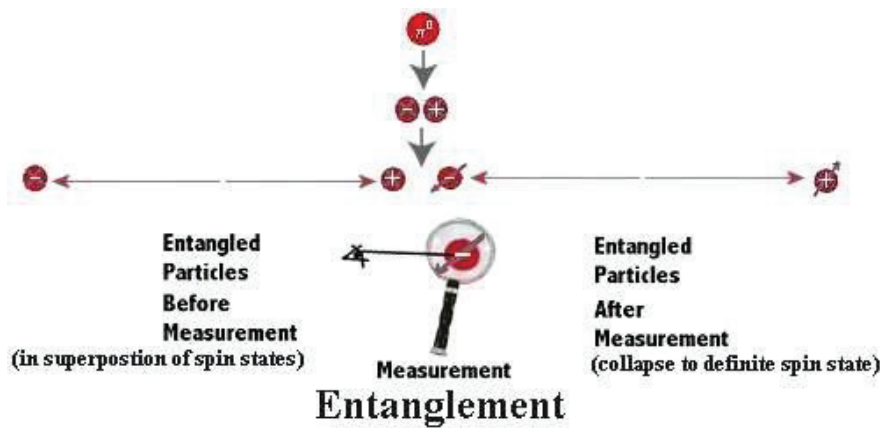 π⁰
− +
− + − +
Entangled
Particles
Before
Measurement
(in superpostion of spin states)
−
Measurement
Entangled
Particles
After
Measurement
(collapse to definite spin state)
Entanglement